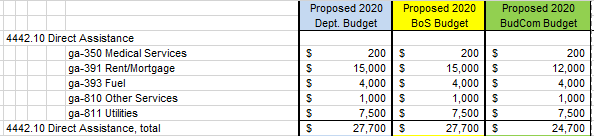 Proposed 2020 Proposed 2020 Proposed 2020
Dept. Budget BoS Budget BudCom Budget
4442.10 Direct Assistance
ga-350 Medical Services $ 200 $ 200 $ 200
ga-391 Rent/Mortgage $ 15,000 $ 15,000 $ 12,000
ga-393 Fuel $ 4,000 $ 4,000 $ 4,000
ga-810 Other Services $ 1,000 $ 1,000 $ 1,000
ga-811 Utilities $ 7,500 $ 7,500 $ 7,500
4442.10 Direct Assistance, total $ 27,700 $ 27,700 $ 24,700